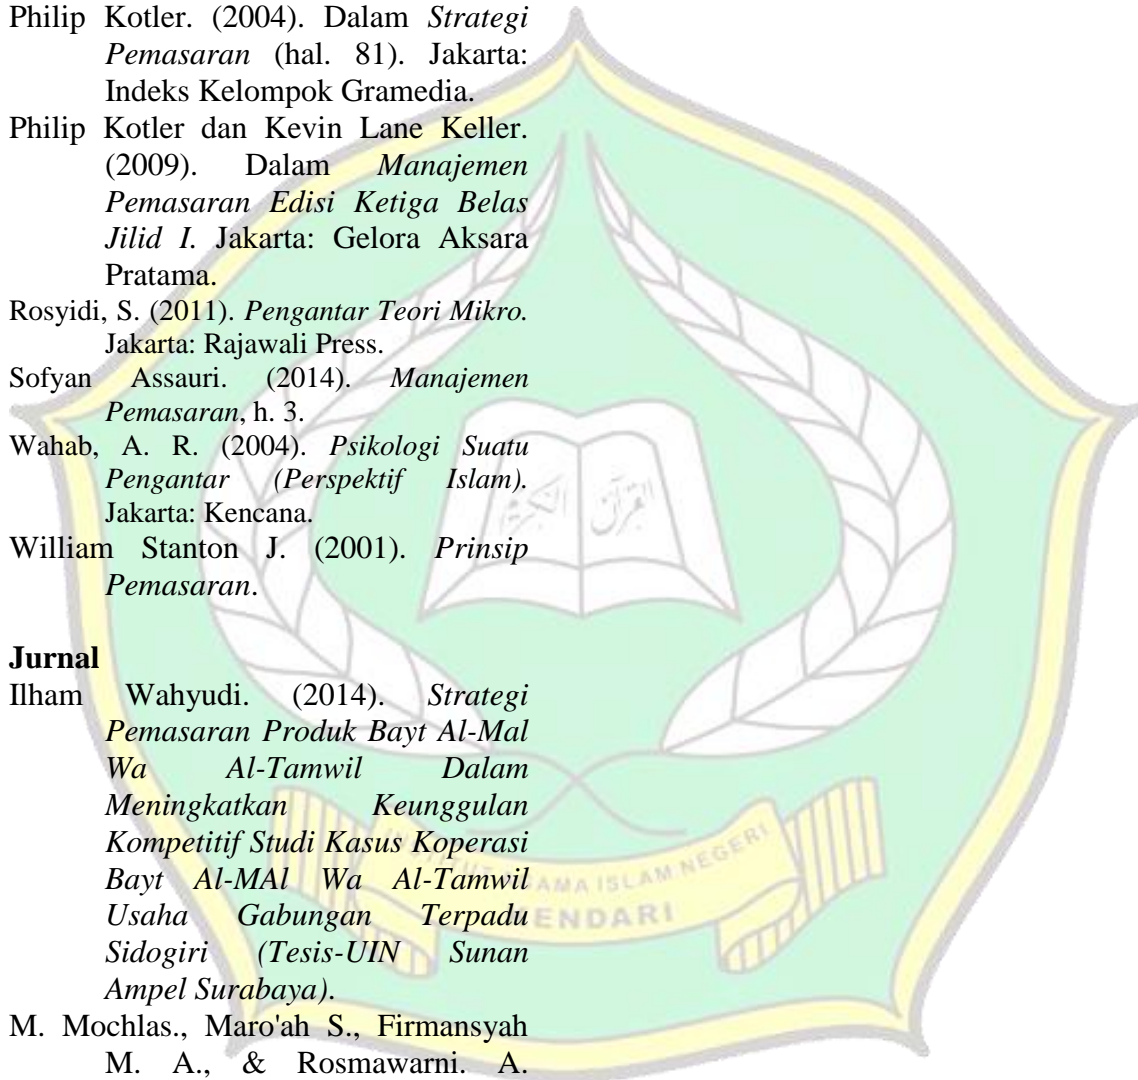 Philip Kotler. (2004). Dalam Strategi
Pemasaran (hal. 81). Jakarta:
Indeks Kelompok Gramedia.
Philip Kotler dan Kevin Lane Keller.
(2009). Dalam Manajemen
Pemasaran Edisi Ketiga Belas
Jilid I. Jakarta: Gelora Aksara
Pratama.
Rosyidi, S. (2011). Pengantar Teori Mikro.
Jakarta: Rajawali Press.
Sofyan Assauri. (2014). Manajemen
Pemasaran, h. 3.
Wahab, A. R. (2004). Psikologi Suatu
Pengantar (Perspektif Islam).
Jakarta: Kencana.
William Stanton J. (2001). Prinsip
Pemasaran.
Jurnal
Ilham Wahyudi. (2014). Strategi
Pemasaran Produk Bayt Al-Mal
Wa Al-Tamwil Dalam
Meningkatkan Keunggulan
Kompetitif Studi Kasus Koperasi
Bayt Al-MAl Wa Al-Tamwil
Usaha Gabungan Terpadu
Sidogiri (Tesis-UIN Sunan
Ampel Surabaya).
M. Mochlas., Maro'ah S., Firmansyah
M. A., & Rosmawarni. A.
القرآن الكريم
ISLAM NEGERI